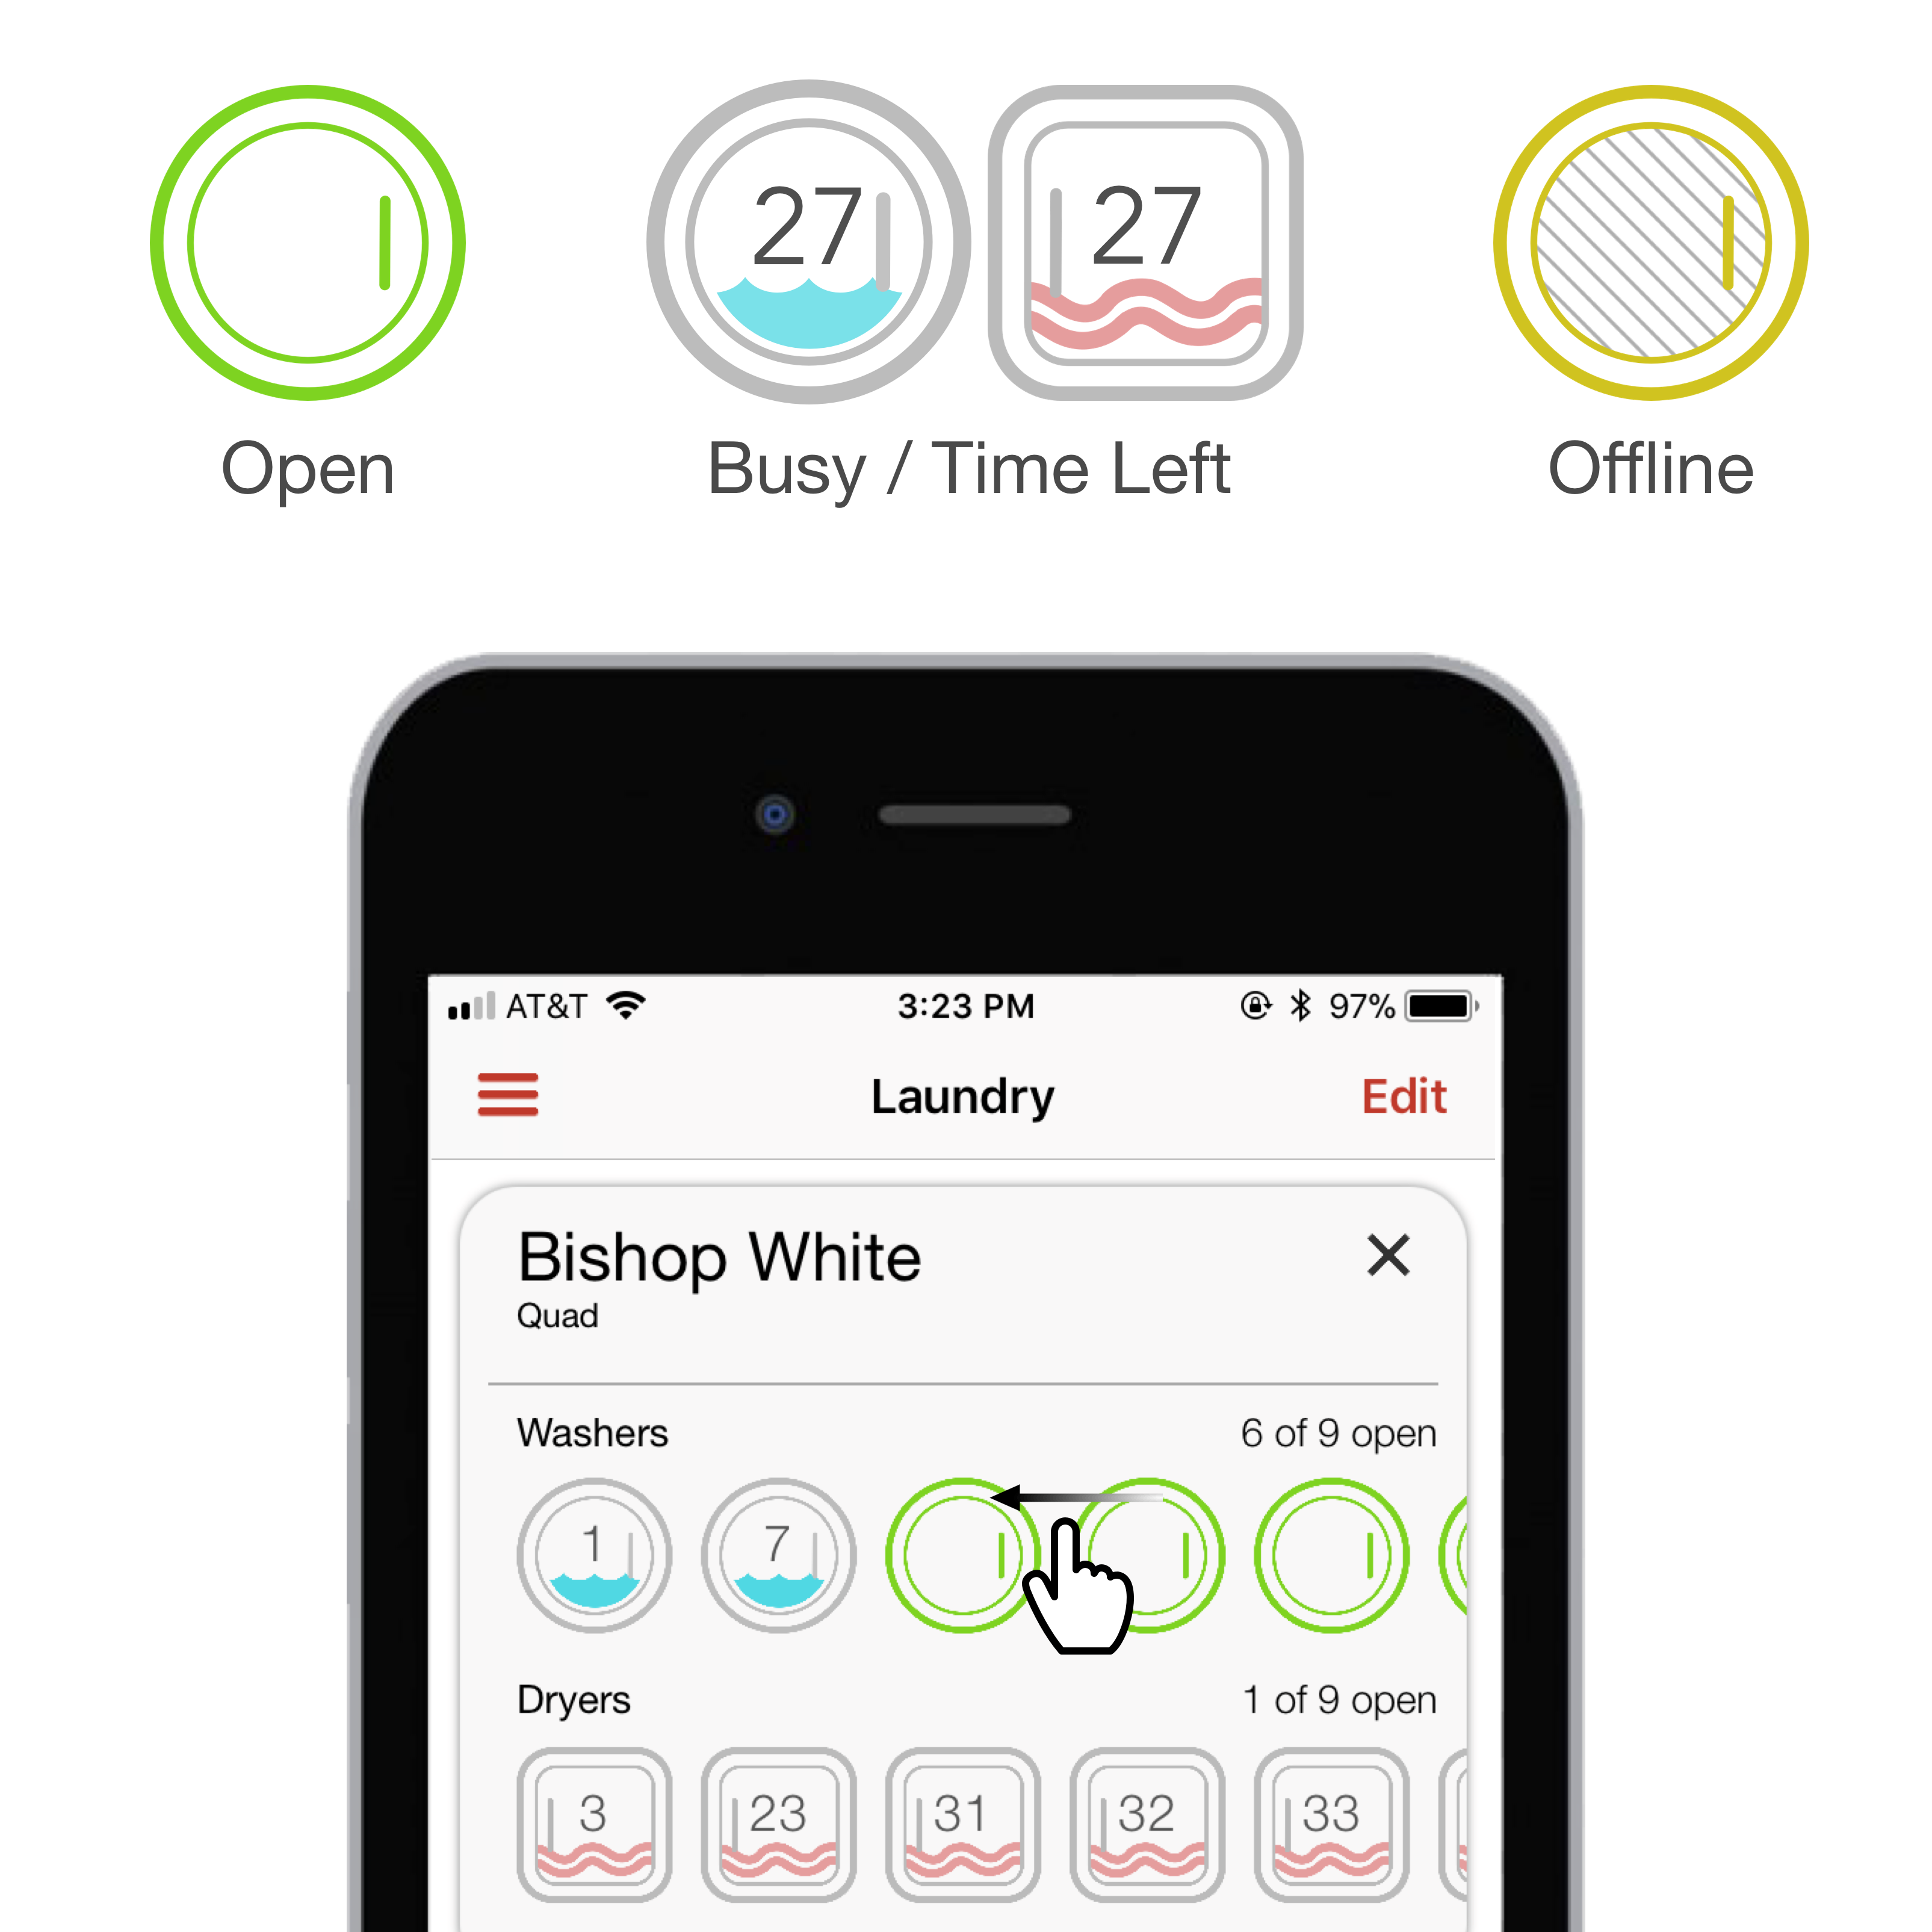 27
27
Open
Busy / Time Left
Offline
AT&T
3:23 PM
97%
Laundry
Edit
Bishop White
Quad
Washers
6 of 9 open
1
7
Dryers
1 of 9 open
3
23
31
32
33